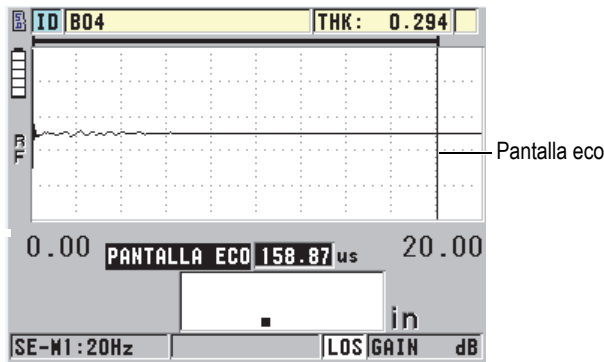 ID B04 THK: 0.294
RF
Pantalla eco
0.00 PANTALLA ECO 158.87 us 20.00
in
SE-M1:20Hz LOS GAIN dB